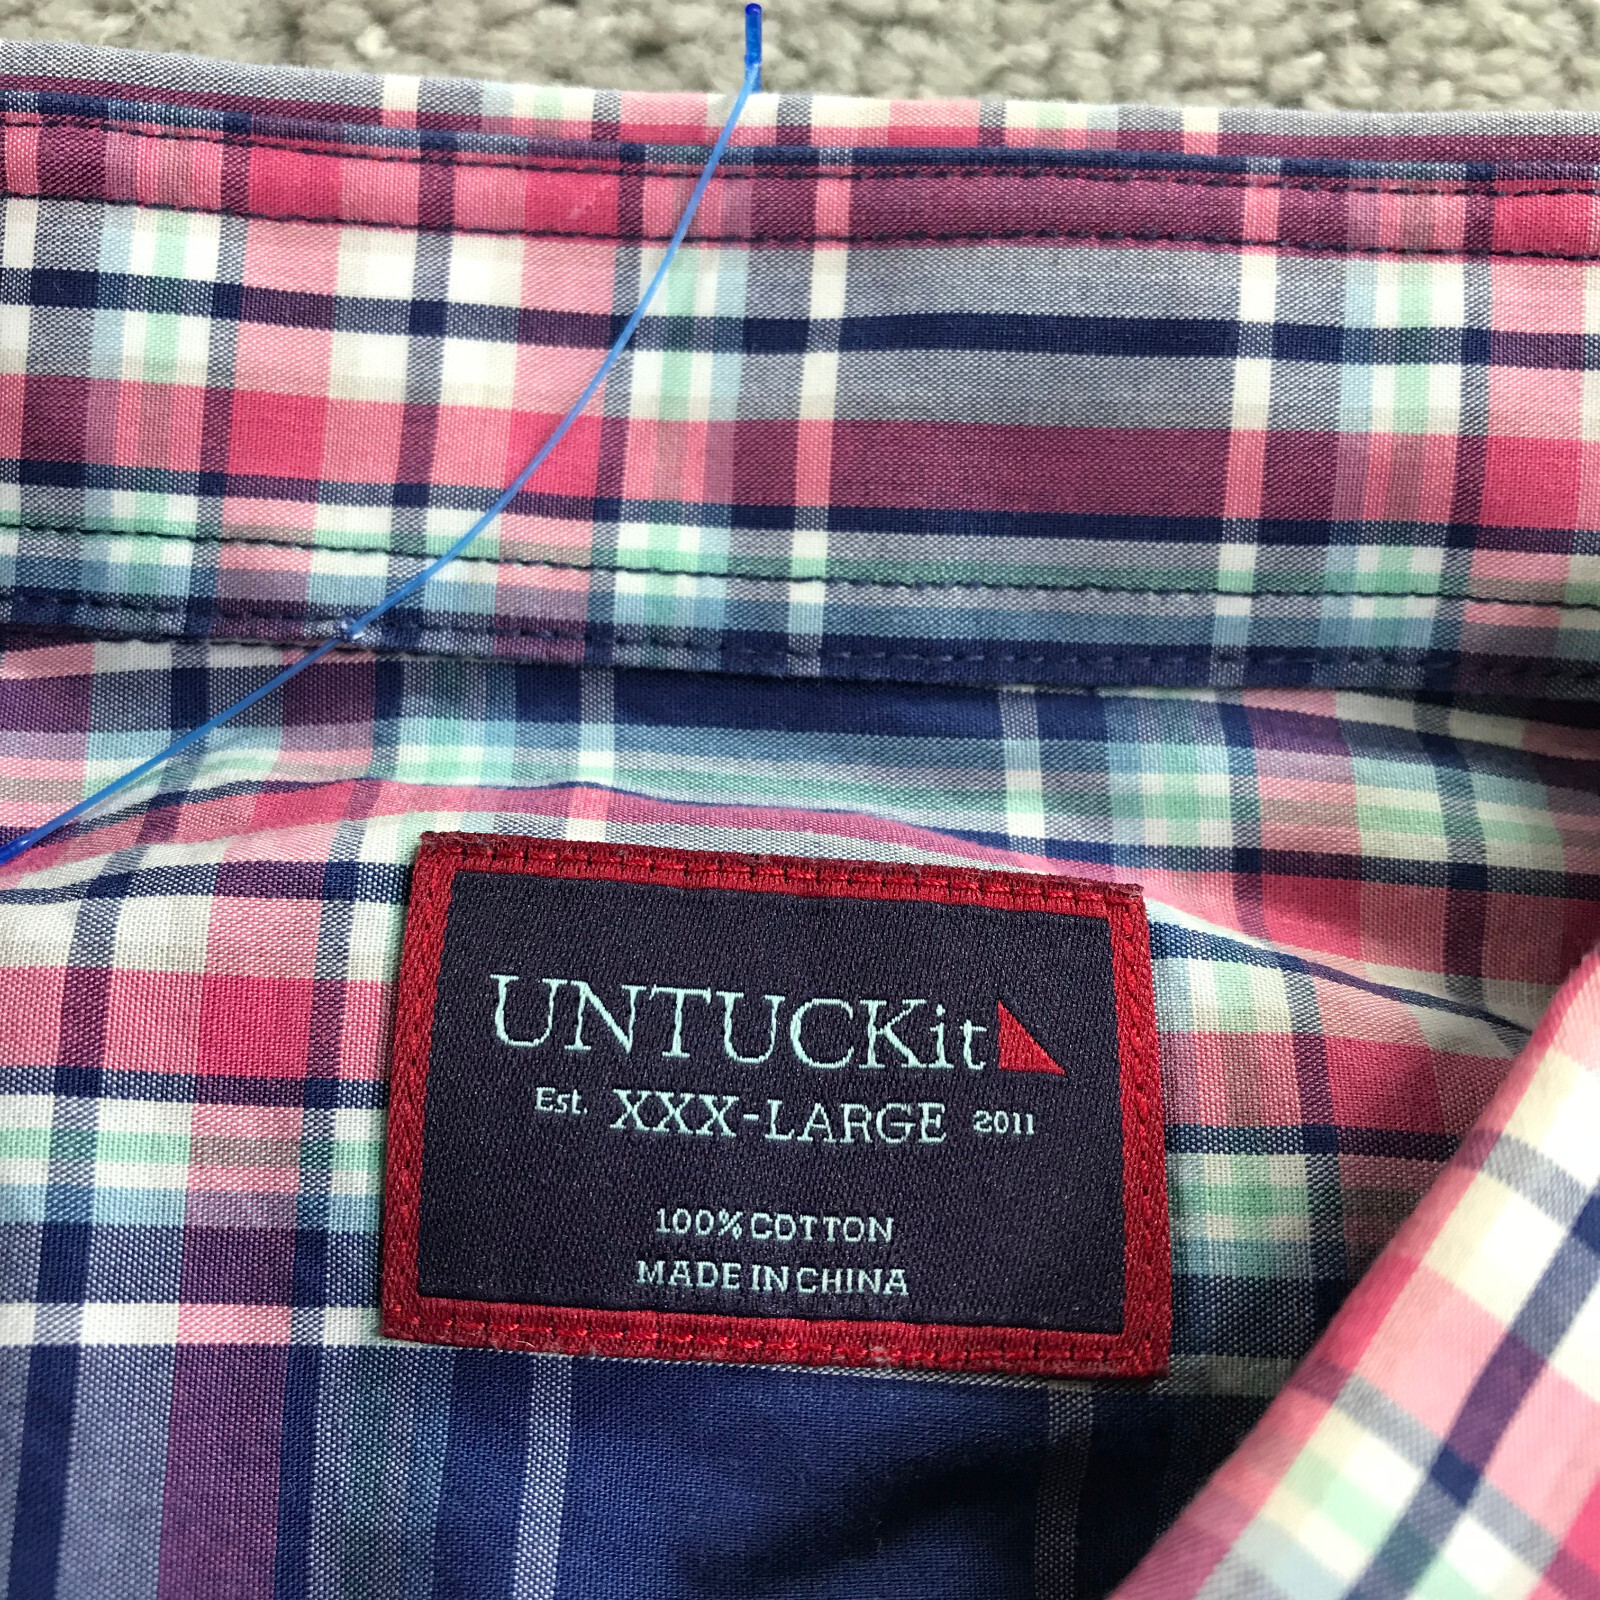 UNTUCKit
Est. XXX-LARGE 2011
100% COTTON
MADE IN CHINA